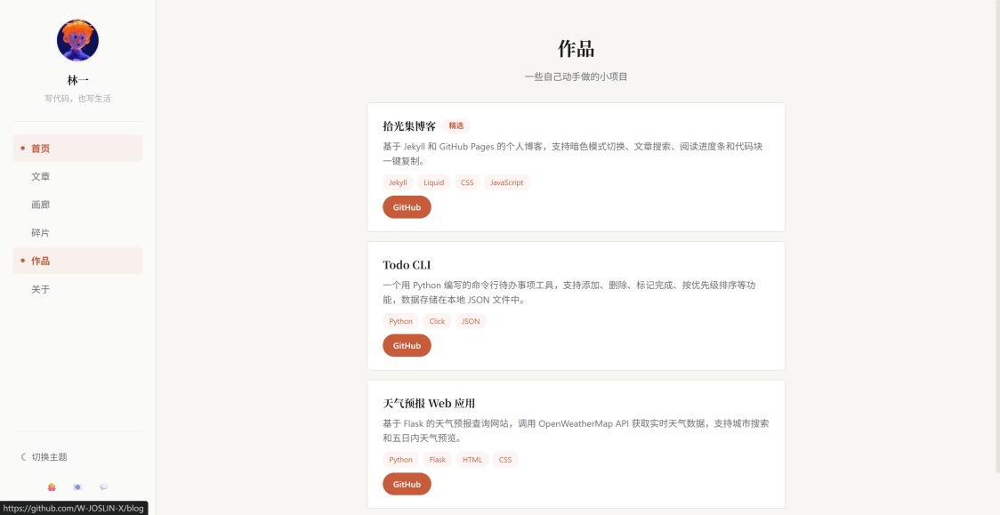 林一
写代码，也写生活
首页
文章
画廊
碎片
作品
关于
切换主题
https://github.com/W-JOSLIN-X/blog
作品
一些自己动手做的小项目
拾光集博客 精选
基于 Jekyll 和 GitHub Pages 的个人博客，支持暗色模式切换、文章搜索、阅读进度条和代码块
一键复制。
Jekyll Liquid CSS JavaScript
GitHub
Todo CLI
一个用 Python 编写的命令行待办事项工具，支持添加、删除、标记完成、按优先级排序等功
能，数据存储在本地 JSON 文件中。
Python Click JSON
GitHub
天气预报 Web 应用
基于 Flask 的天气预报查询网站，调用 OpenWeatherMap API 获取实时天气数据，支持城市搜索
和五日内天气预览。
Python Flask HTML CSS
GitHub